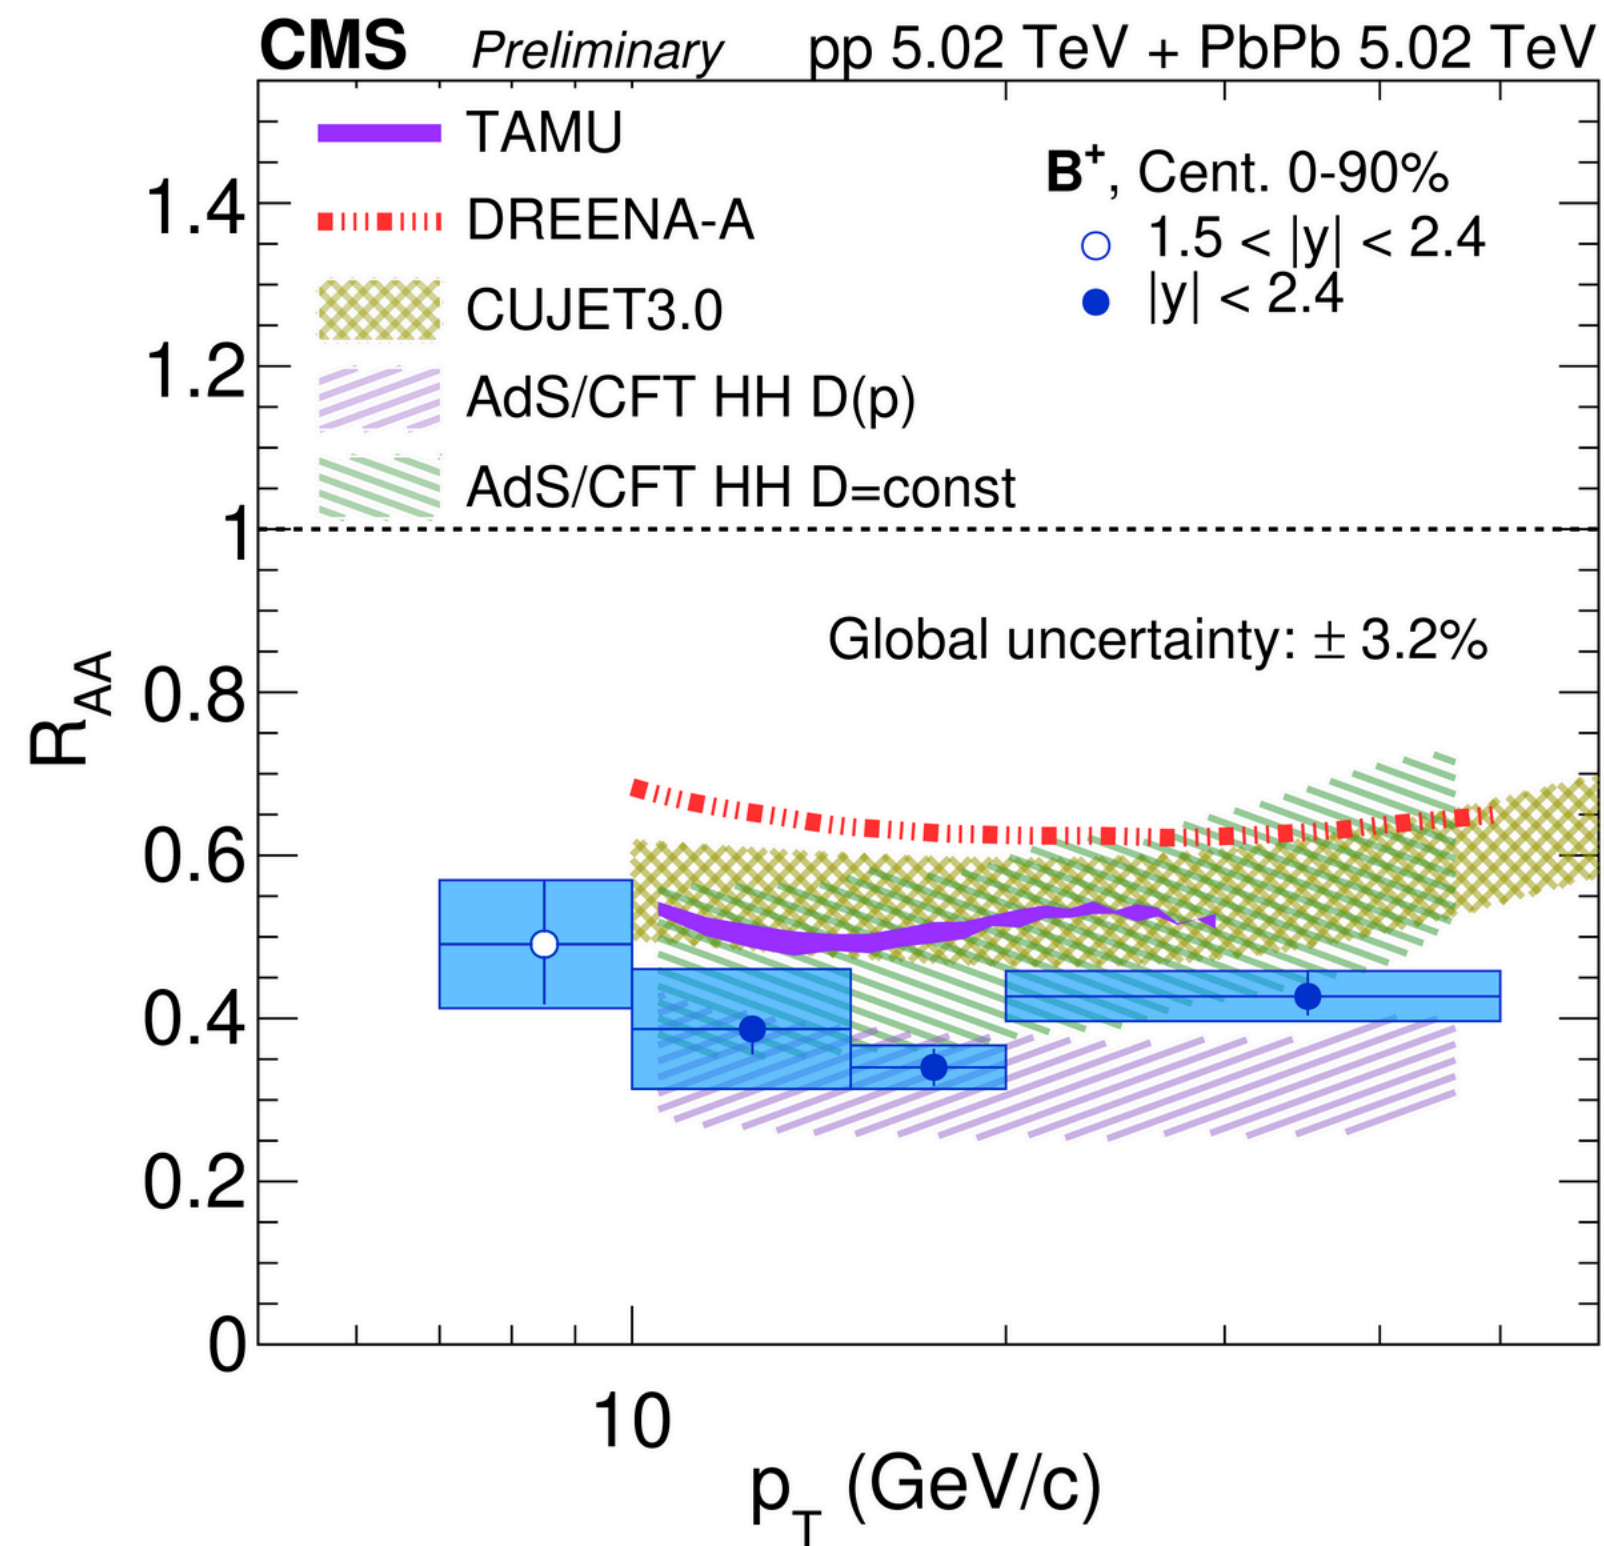 CMS Preliminary pp 5.02 TeV + PbPb 5.02 TeV
TAMU
DREENA-A
CUJET3.0
AdS/CFT HH D(p)
AdS/CFT HH D=const
B+, Cent. 0-90%
1.5 < |y| < 2.4
|y| < 2.4
Global uncertainty: ± 3.2%
RAA
1.4
1.2
1
0.8
0.6
0.4
0.2
0
10
pT (GeV/c)